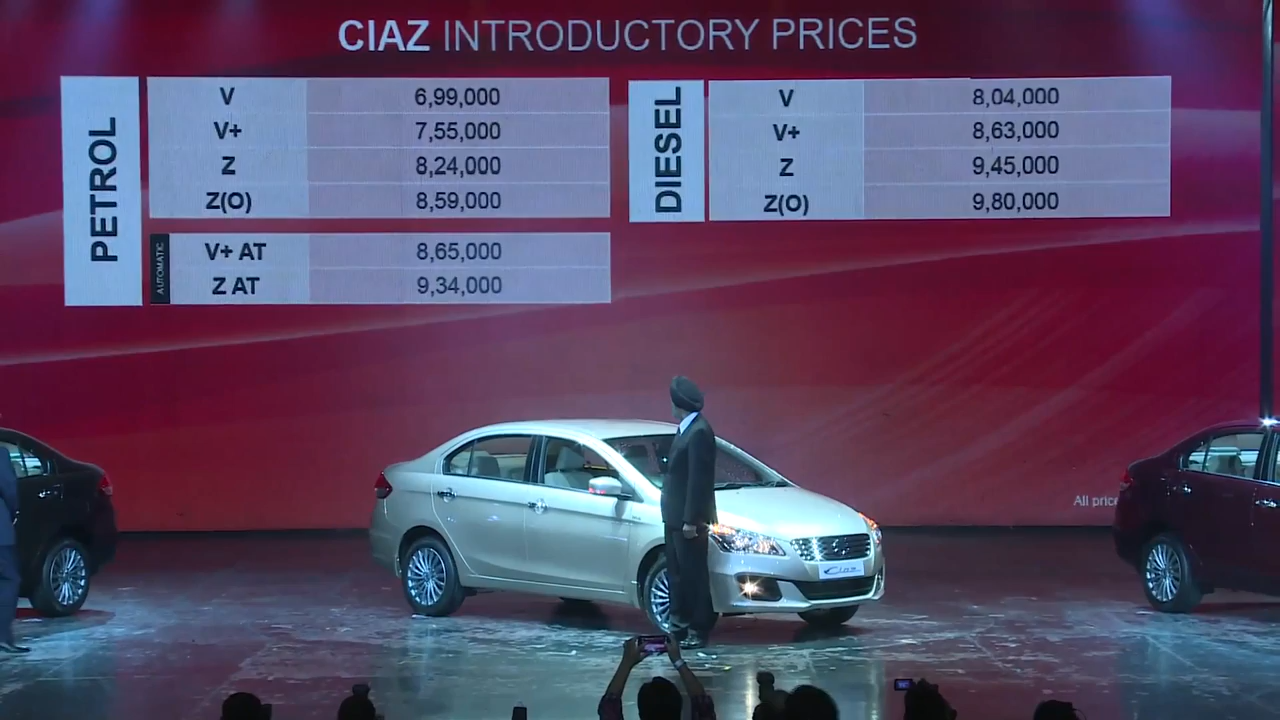 CIAZ INTRODUCTORY PRICES
PETROL
V 6,99,000
V+ 7,55,000
Z 8,24,000
Z(O) 8,59,000
AUTOMATIC
V+ AT 8,65,000
Z AT 9,34,000
DIESEL
V 8,04,000
V+ 8,63,000
Z 9,45,000
Z(O) 9,80,000
All
Ciaz